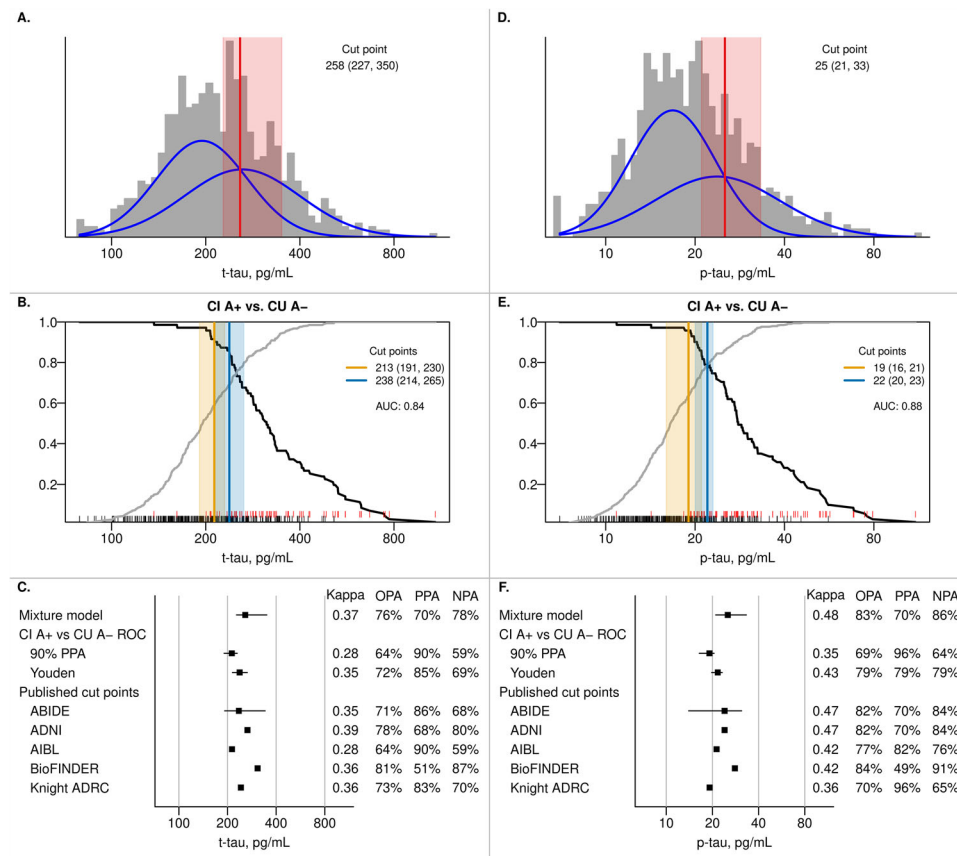 A.
Cut point
258 (227, 350)
100 200 400 800
t-tau, pg/mL
D.
Cut point
25 (21, 33)
10 20 40 80
p-tau, pg/mL
B.
CI A+ vs. CU A−
1.0
0.8
0.6
0.4
0.2
Cut points
213 (191, 230)
238 (214, 265)
AUC: 0.84
100 200 400 800
t-tau, pg/mL
E.
CI A+ vs. CU A−
1.0
0.8
0.6
0.4
0.2
Cut points
19 (16, 21)
22 (20, 23)
AUC: 0.88
10 20 40 80
p-tau, pg/mL
C.
Kappa OPA PPA NPA
Mixture model 0.37 76% 70% 78%
CI A+ vs CU A− ROC
90% PPA 0.28 64% 90% 59%
Youden 0.35 72% 85% 69%
Published cut points
ABIDE 0.35 71% 86% 68%
ADNI 0.39 78% 68% 80%
AIBL 0.28 64% 90% 59%
BioFINDER 0.36 81% 51% 87%
Knight ADRC 0.36 73% 83% 70%
100 200 400 800
t-tau, pg/mL
F.
Kappa OPA PPA NPA
Mixture model 0.48 83% 70% 86%
CI A+ vs CU A− ROC
90% PPA 0.35 69% 96% 64%
Youden 0.43 79% 79% 79%
Published cut points
ABIDE 0.47 82% 70% 84%
ADNI 0.47 82% 70% 84%
AIBL 0.42 77% 82% 76%
BioFINDER 0.42 84% 49% 91%
Knight ADRC 0.36 70% 96% 65%
10 20 40 80
p-tau, pg/mL